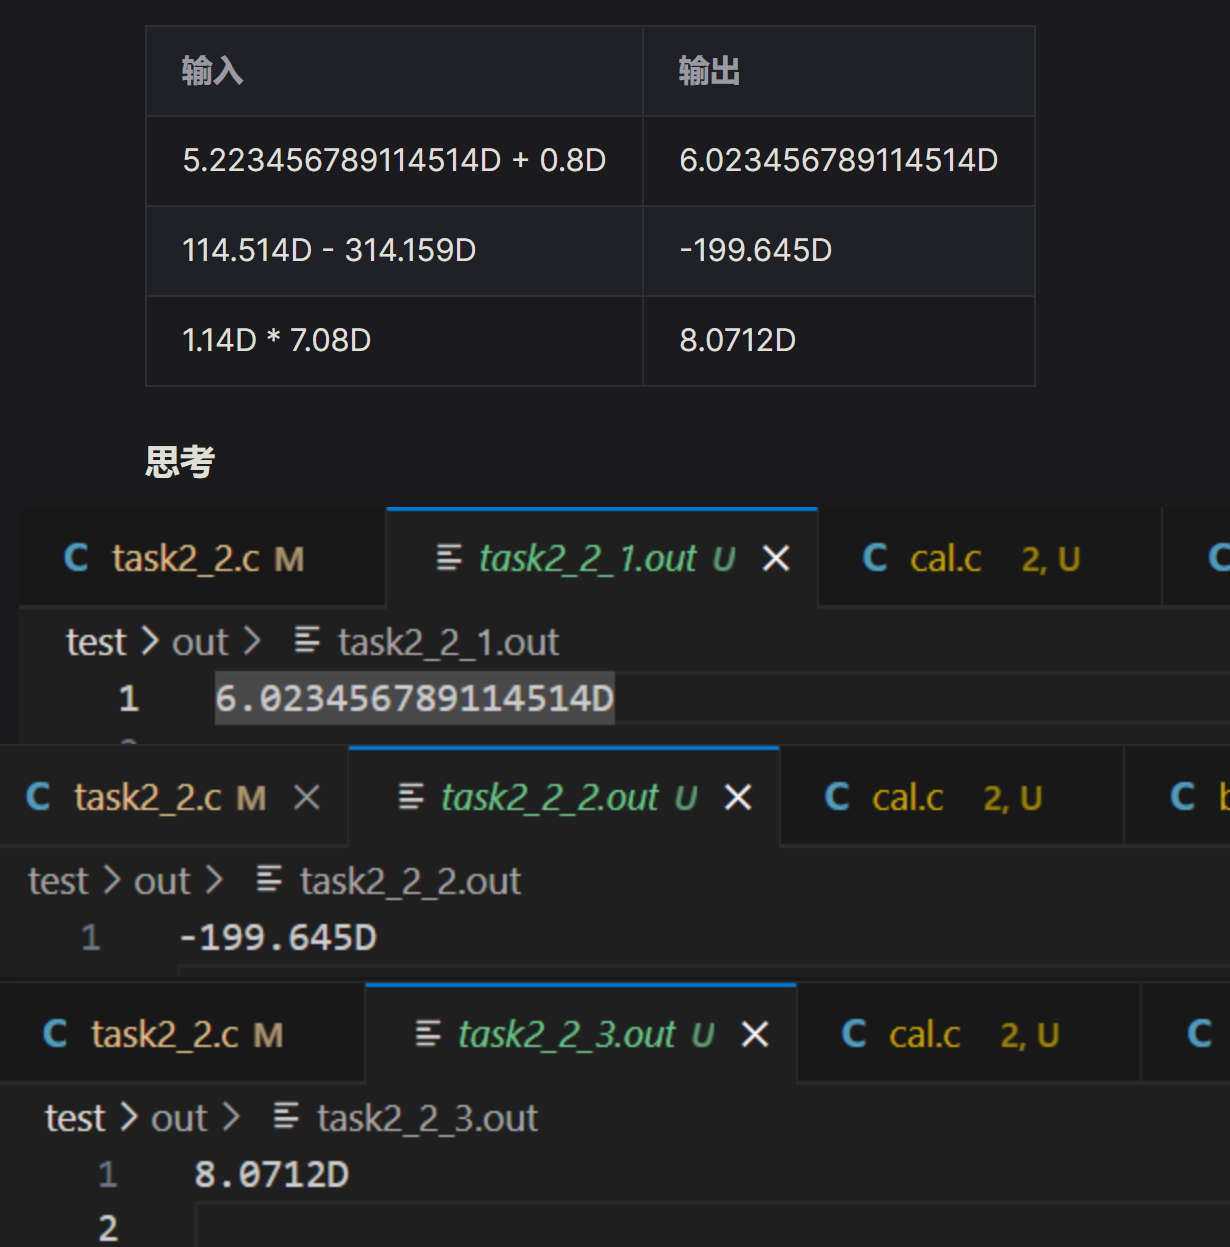 输入 输出
5.223456789114514D + 0.8D 6.023456789114514D
114.514D - 314.159D -199.645D
1.14D * 7.08D 8.0712D
思考
C task2_2.c M task2_2_1.out U × C cal.c 2, U C
test > out > task2_2_1.out
1 6.023456789114514D
C task2_2.c M × task2_2_2.out U × C cal.c 2, U C
test > out > task2_2_2.out
1 -199.645D
C task2_2.c M task2_2_3.out U × C cal.c 2, U C
test > out > task2_2_3.out
1 8.0712D
2